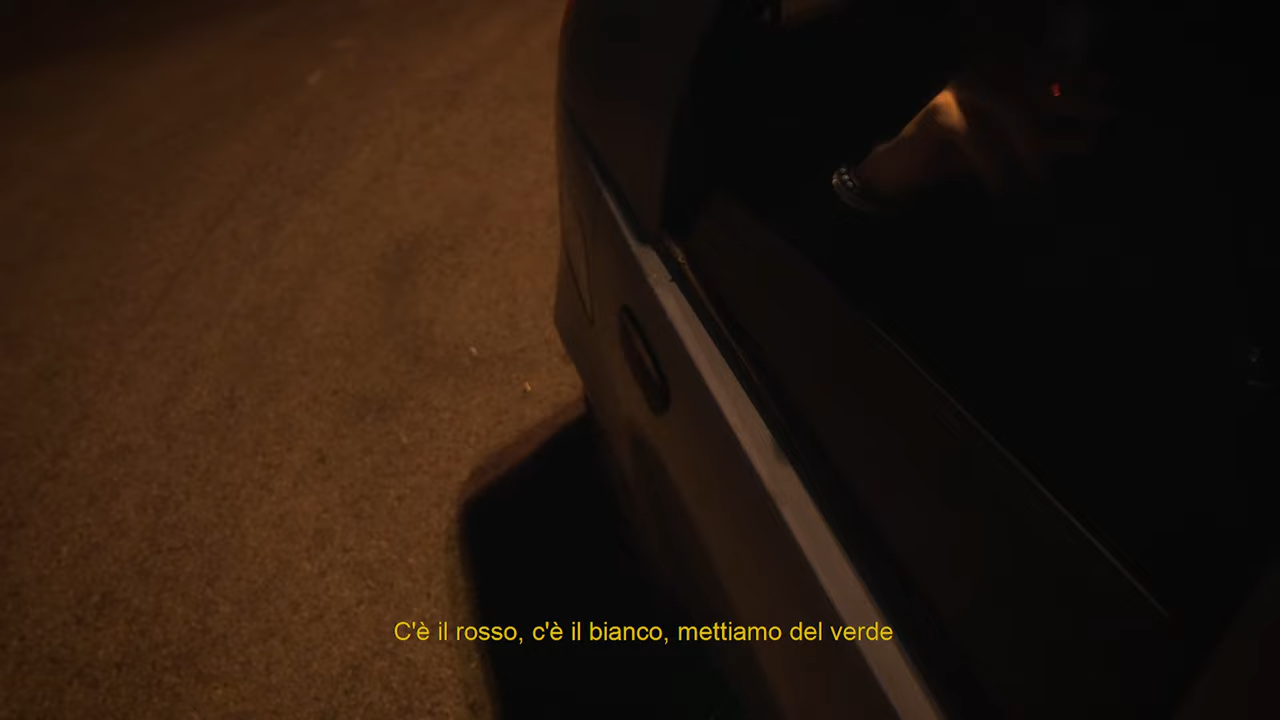 C'è il rosso, c'è il bianco, mettiamo del verde